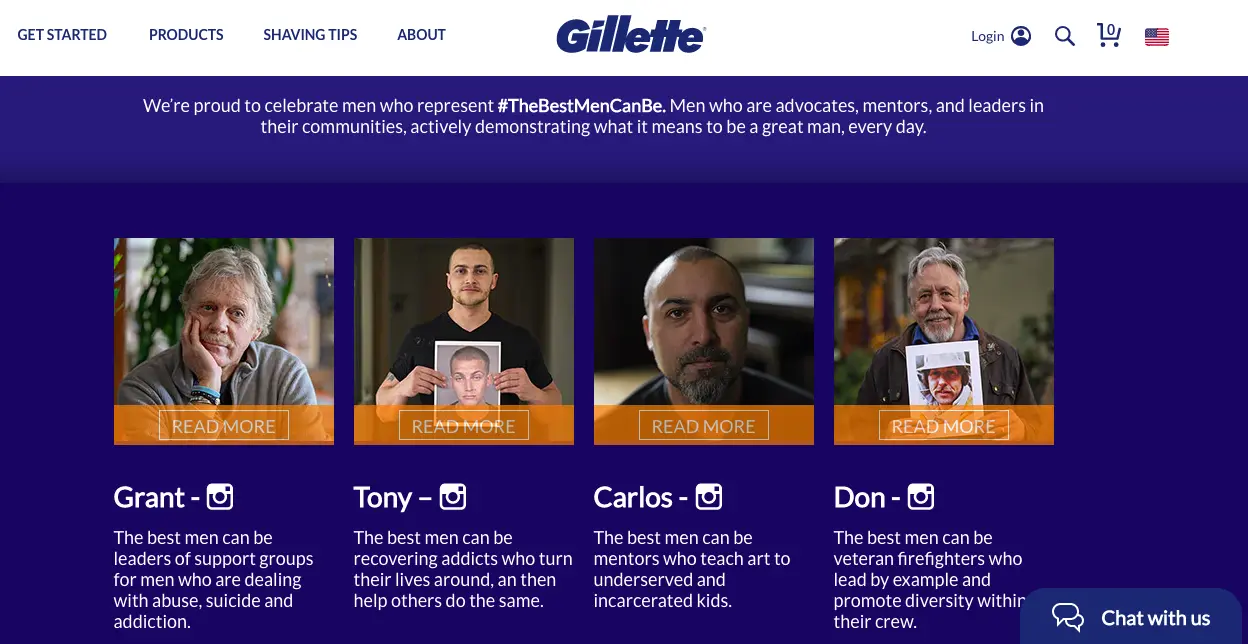 GET STARTED PRODUCTS SHAVING TIPS ABOUT Gillette Login 0
We're proud to celebrate men who represent #TheBestMenCanBe. Men who are advocates, mentors, and leaders in
their communities, actively demonstrating what it means to be a great man, every day.
READ MORE READ MORE READ MORE READ MORE
Grant -
The best men can be
leaders of support groups
for men who are dealing
with abuse, suicide and
addiction.
Tony –
The best men can be
recovering addicts who turn
their lives around, an then
help others do the same.
Carlos -
The best men can be
mentors who teach art to
underserved and
incarcerated kids.
Don -
The best men can be
veteran firefighters who
lead by example and
promote diversity within
their crew.
Chat with us